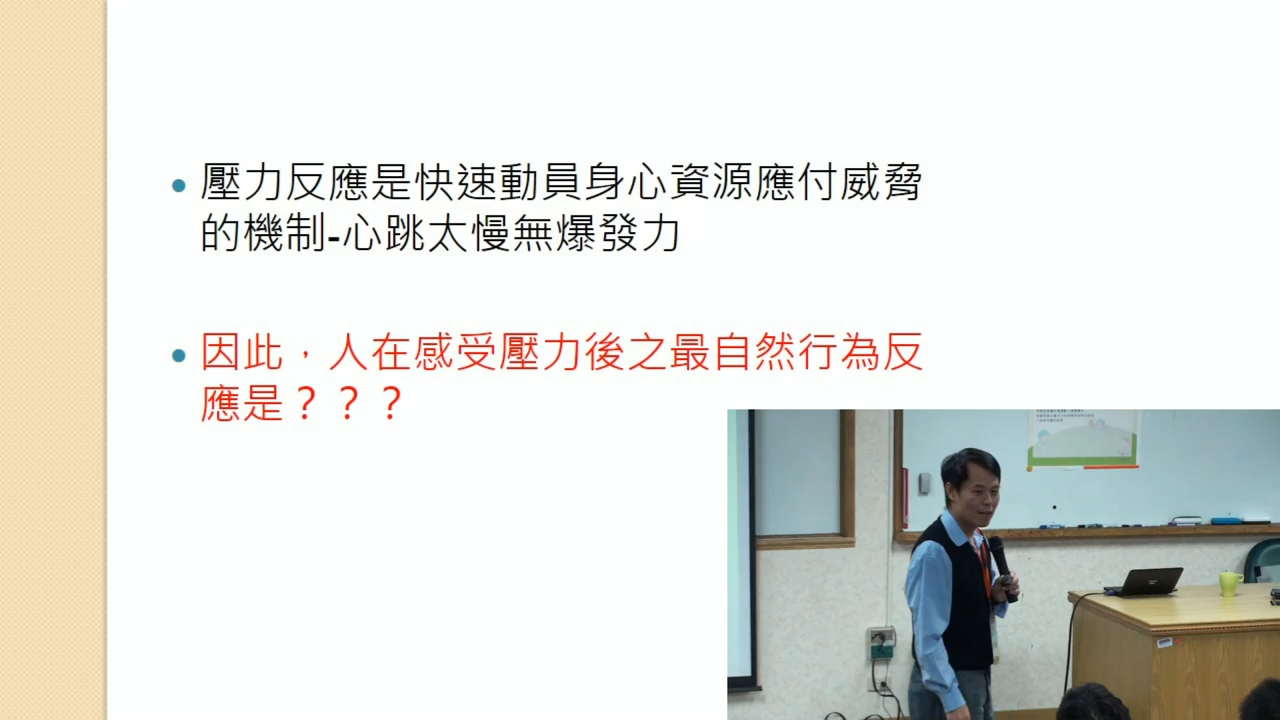 壓力反應是快速動員身心資源應付威脅
的機制-心跳太慢無爆發力
因此，人在感受壓力後之最自然行為反
應是？？？